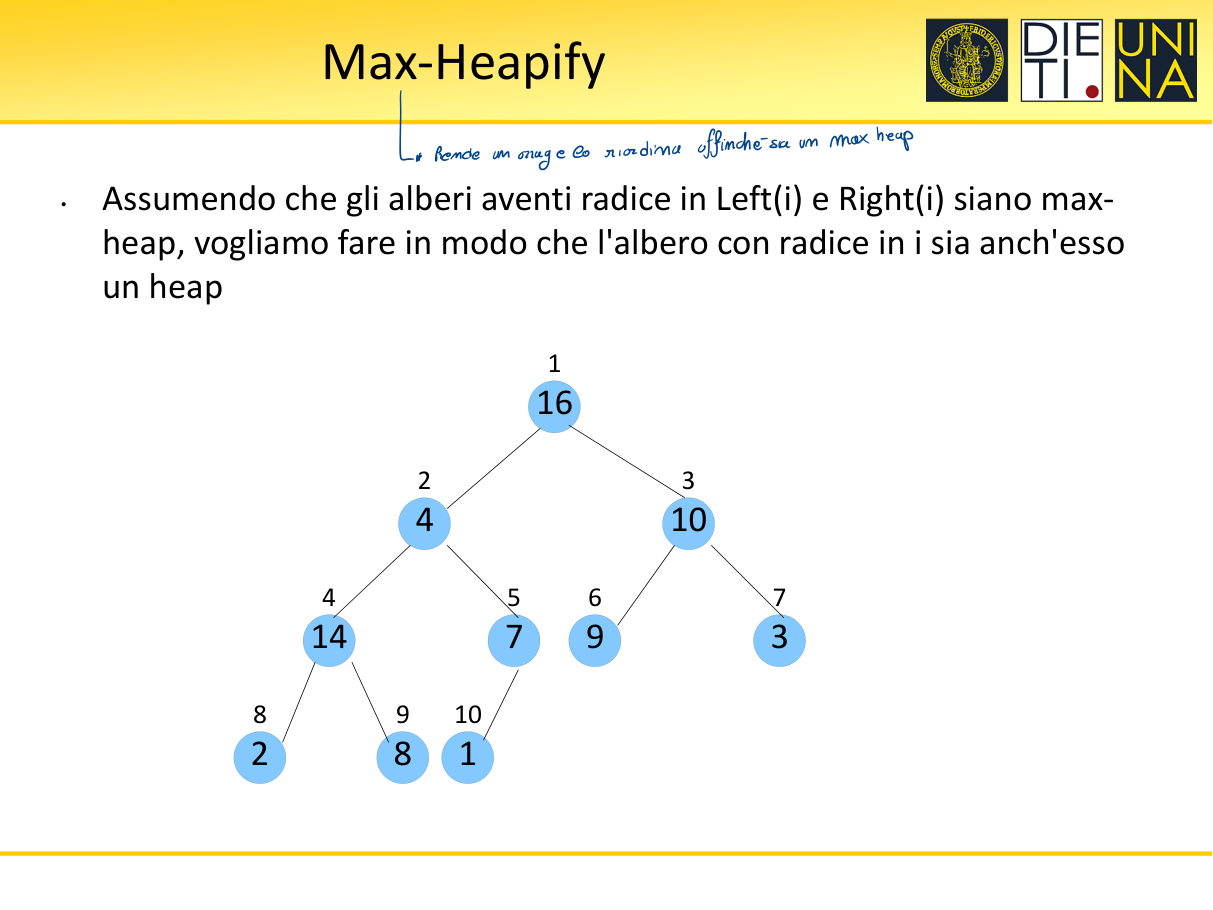 Max-Heapify
DIE
TI.
UNI
NA
Prende un array e lo riordina affinché sia un max heap
• Assumendo che gli alberi aventi radice in Left(i) e Right(i) siano max-
heap, vogliamo fare in modo che l'albero con radice in i sia anch'esso
un heap
1
16
2 3
4 10
4 5 6 7
14 7 9 3
8 9 10
2 8 1